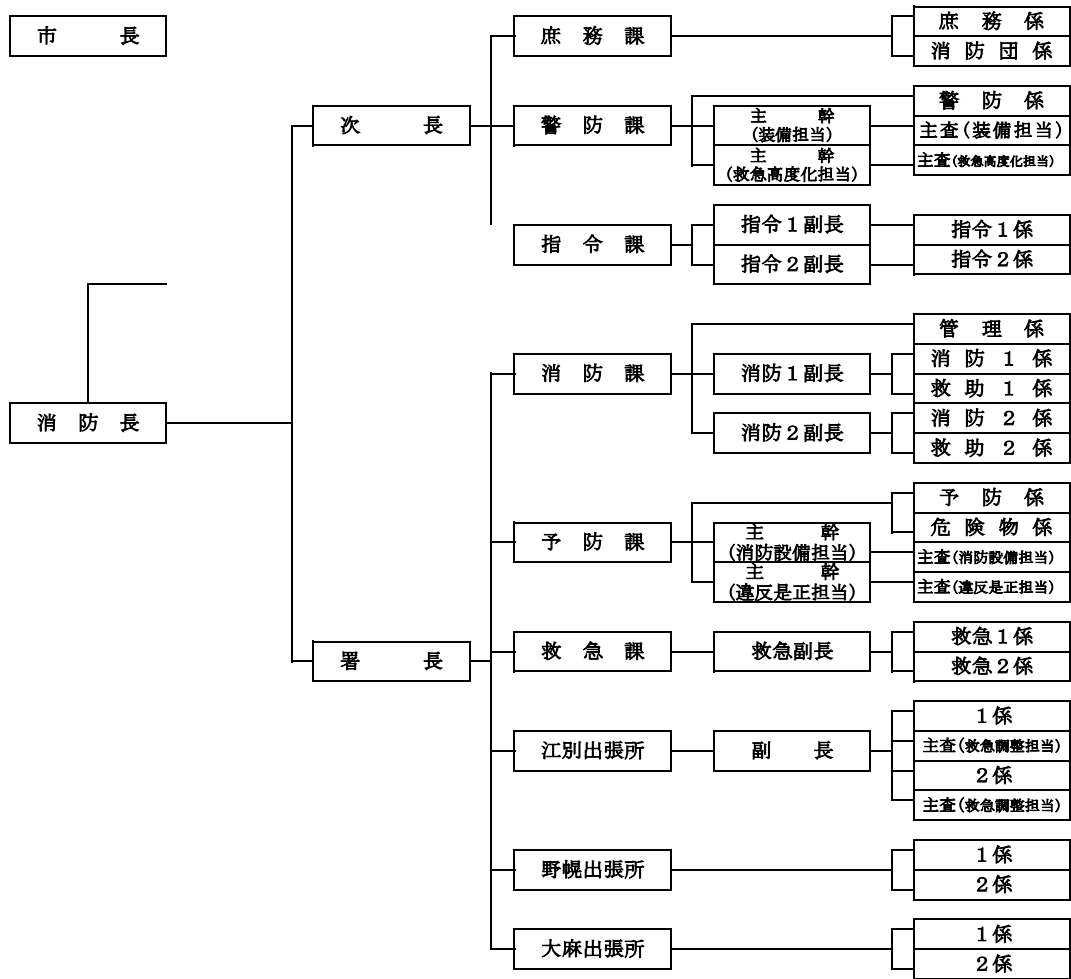 市　長
庶務課
庶務係
消防団係
次　長
警防課
主　幹
(装備担当)
主　幹
(救急高度化担当)
警防係
主査(装備担当)
主査(救急高度化担当)
指令課
指令１副長
指令２副長
指令１係
指令２係
消防長
消防課
消防１副長
消防２副長
管理係
消防１係
救助１係
消防２係
救助２係
予防課
主　幹
(消防設備担当)
主　幹
(違反是正担当)
予防係
危険物係
主査(消防設備担当)
主査(違反是正担当)
署　長
救急課
救急副長
救急１係
救急２係
江別出張所
副　長
１係
主査(救急調整担当)
２係
主査(救急調整担当)
野幌出張所
１係
２係
大麻出張所
１係
２係